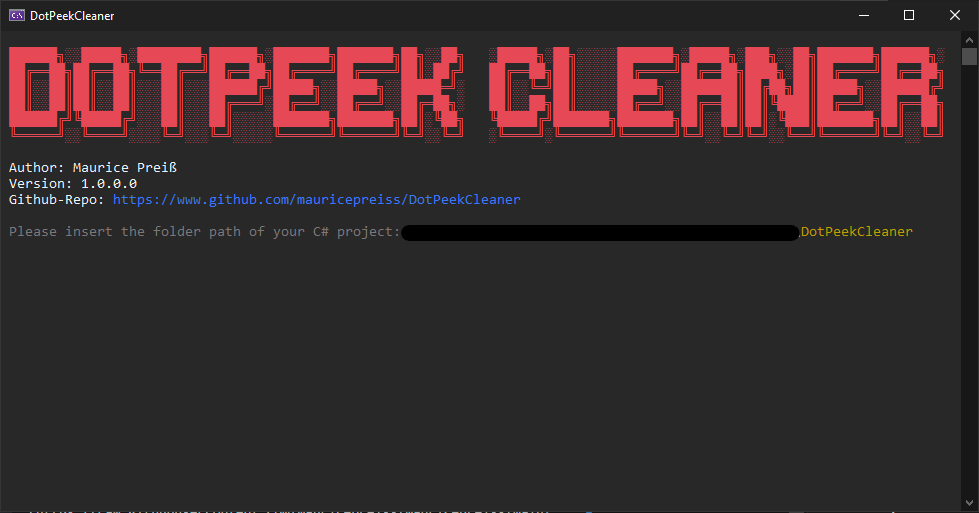 DotPeekCleaner
DOTPEEK CLEANER
Author: Maurice Preiß
Version: 1.0.0.0
Github-Repo: https://www.github.com/mauricepreiss/DotPeekCleaner
Please insert the folder path of your C# project: DotPeekCleaner